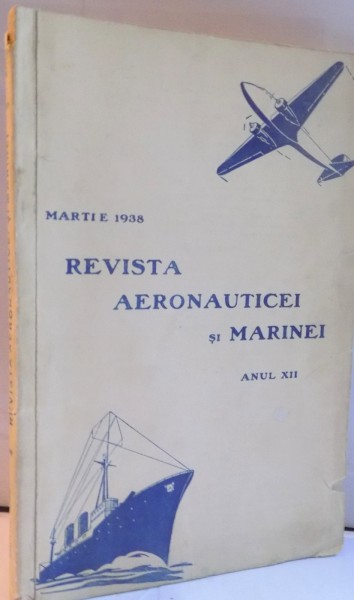 MARTIE 1938
REVISTA
AERONAUTICEI
ȘI MARINEI
ANUL XII